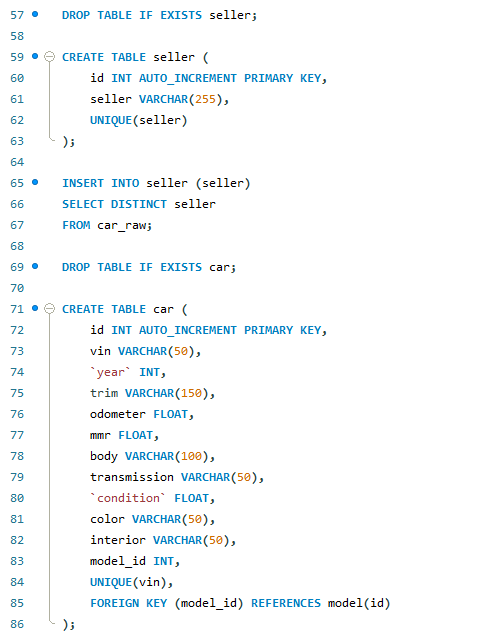 57 DROP TABLE IF EXISTS seller;
58
59 CREATE TABLE seller (
60 id INT AUTO_INCREMENT PRIMARY KEY,
61 seller VARCHAR(255),
62 UNIQUE(seller)
63 );
64
65 INSERT INTO seller (seller)
66 SELECT DISTINCT seller
67 FROM car_raw;
68
69 DROP TABLE IF EXISTS car;
70
71 CREATE TABLE car (
72 id INT AUTO_INCREMENT PRIMARY KEY,
73 vin VARCHAR(50),
74 `year` INT,
75 trim VARCHAR(150),
76 odometer FLOAT,
77 mmr FLOAT,
78 body VARCHAR(100),
79 transmission VARCHAR(50),
80 `condition` FLOAT,
81 color VARCHAR(50),
82 interior VARCHAR(50),
83 model_id INT,
84 UNIQUE(vin),
85 FOREIGN KEY (model_id) REFERENCES model(id)
86 );